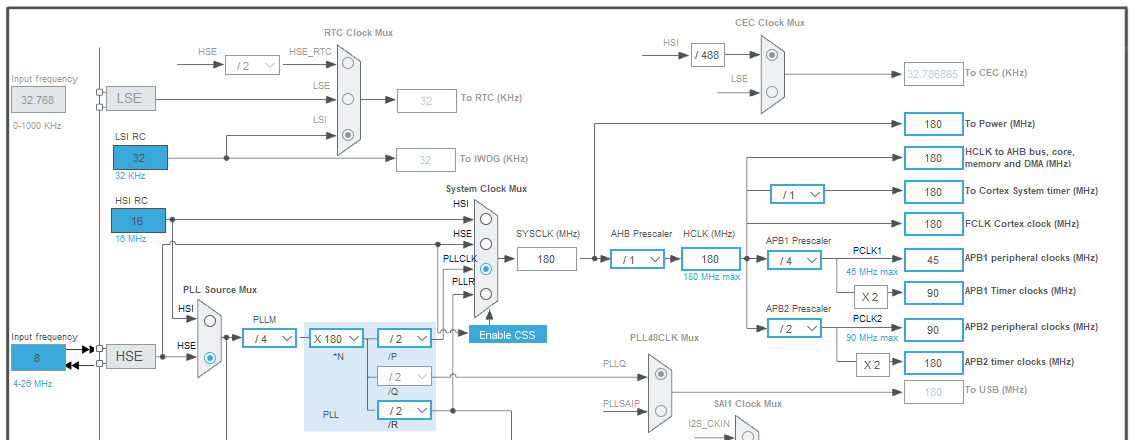 CEC Clock Mux
RTC Clock Mux
HSI
/ 488
HSE
/ 2
HSE_RTC
32.786885
To CEC (KHz)
Input frequency
LSE
32.768
LSE
LSE
32
To RTC (KHz)
0-1000 KHz
LSI
180
To Power (MHz)
LSI RC
32
32
To IWDG (KHz)
180
HCLK to AHB bus, core,
memory and DMA (MHz)
32 KHz
System Clock Mux
/ 1
180
To Cortex System timer (MHz)
HSI RC
HSI
16
180
FCLK Cortex clock (MHz)
16 MHz
HSE
SYSCLK (MHz)
AHB Prescaler
HCLK (MHz)
APB1 Prescaler
PCLK1
PLLCLK
180
/ 1
180
/ 4
45
APB1 peripheral clocks (MHz)
180 MHz max
45 MHz max
PLLR
PLL Source Mux
X 2
90
APB1 Timer clocks (MHz)
HSI
PLLM
APB2 Prescaler
PCLK2
Input frequency
/ 4
X 180
/ 2
Enable CSS
/ 2
90
APB2 peripheral clocks (MHz)
HSE
90 MHz max
8
HSE
*N
/P
PLL48CLK Mux
X 2
180
APB2 timer clocks (MHz)
4-26 MHz
/ 2
PLLQ
/Q
180
To USB (MHz)
PLL
/ 2
PLLSAIP
SAI1 Clock Mux
/R
I2S_CKIN